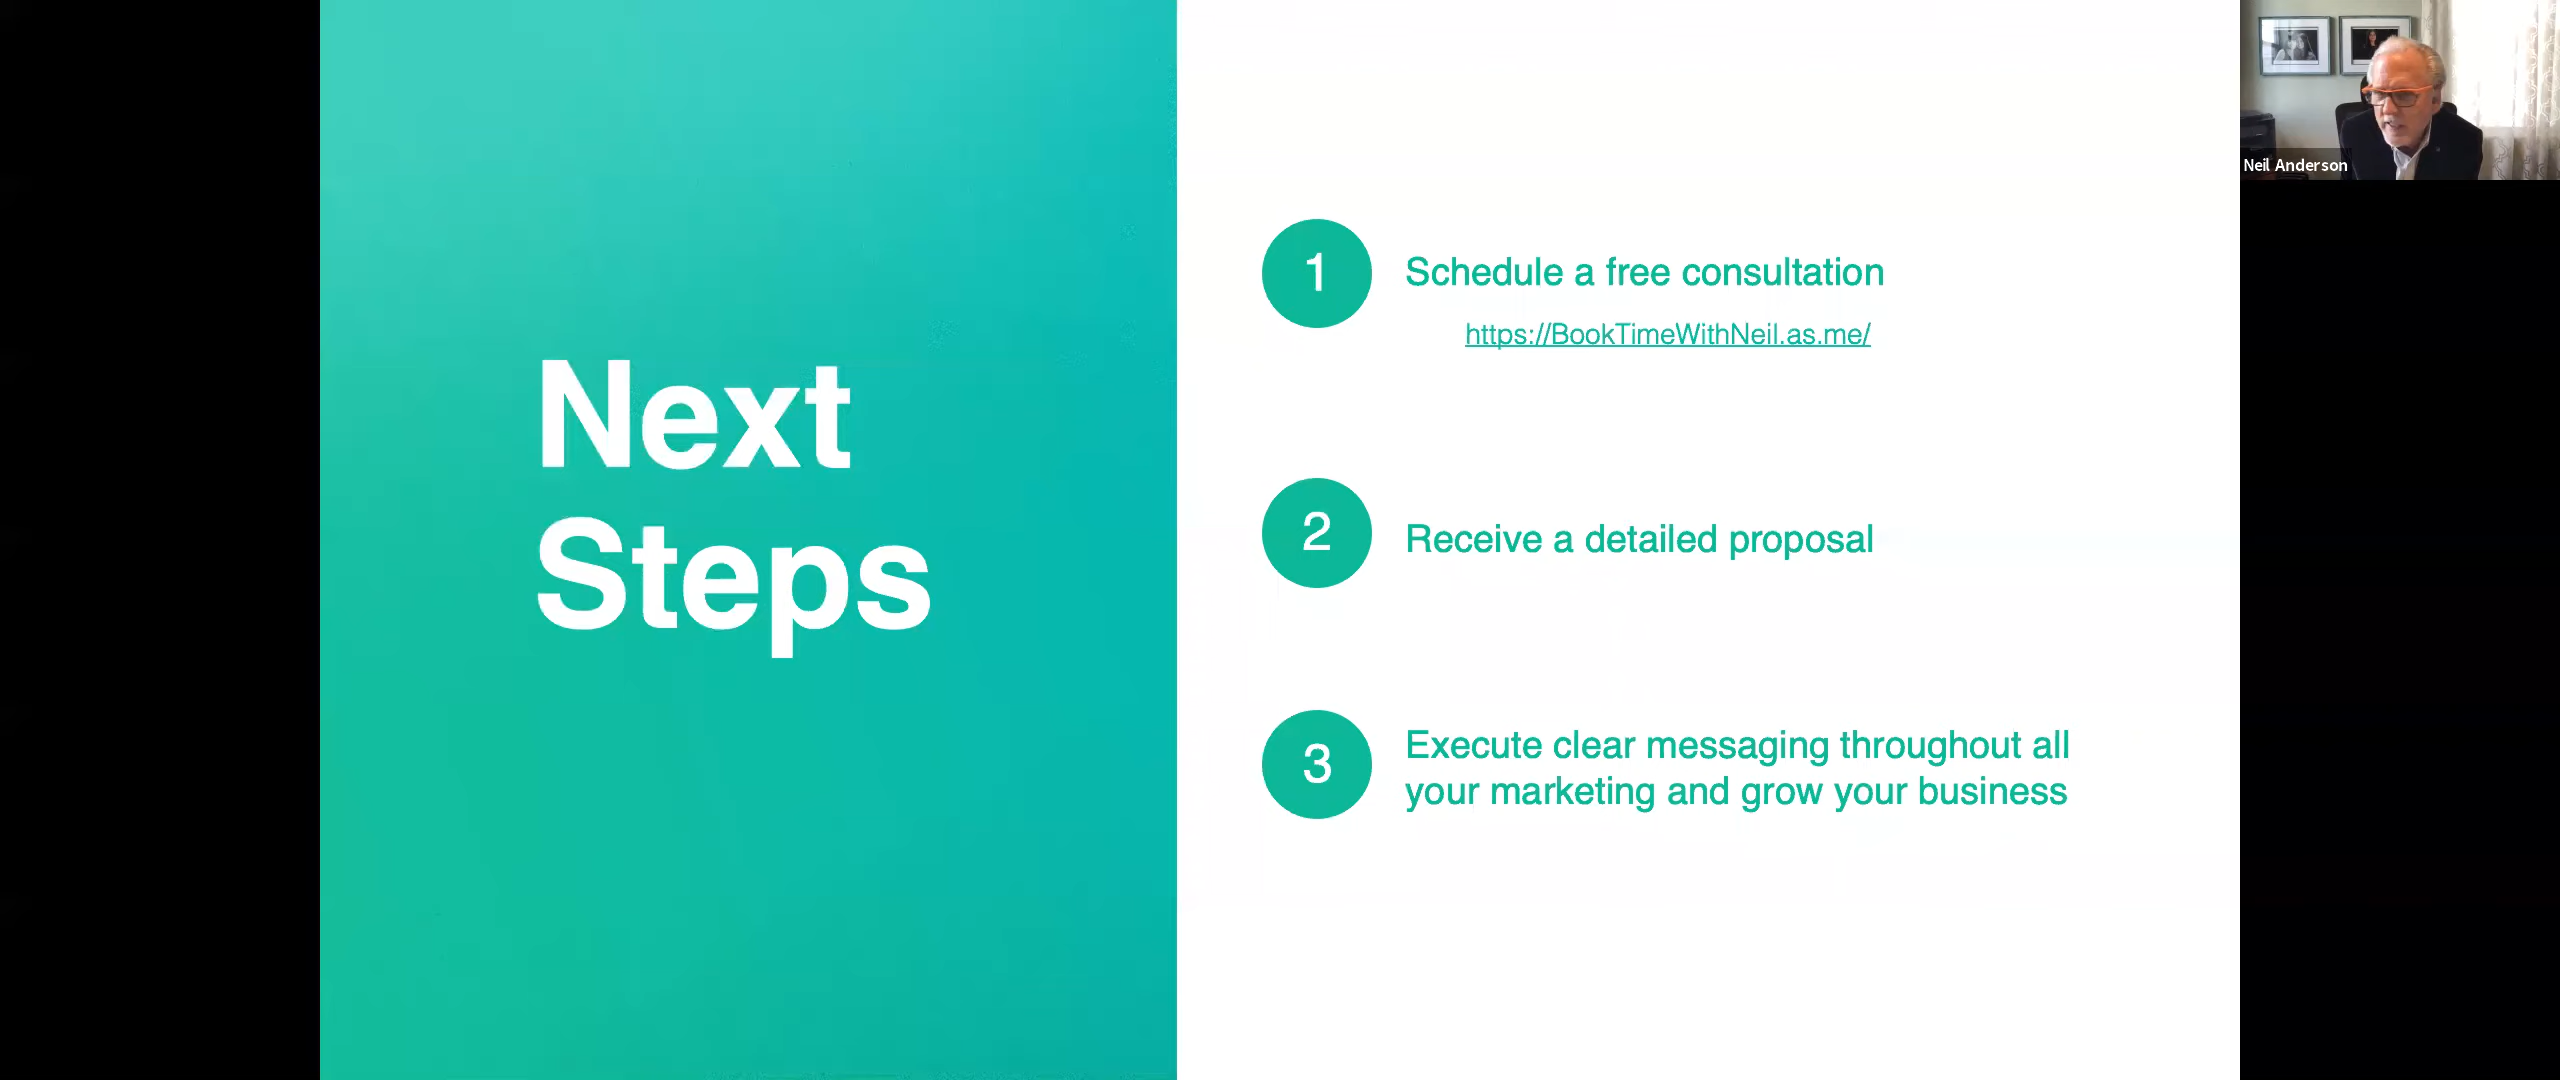 Next
Steps
1
Schedule a free consultation
https://BookTimeWithNeil.as.me/
2
Receive a detailed proposal
3
Execute clear messaging throughout all
your marketing and grow your business
Neil Anderson